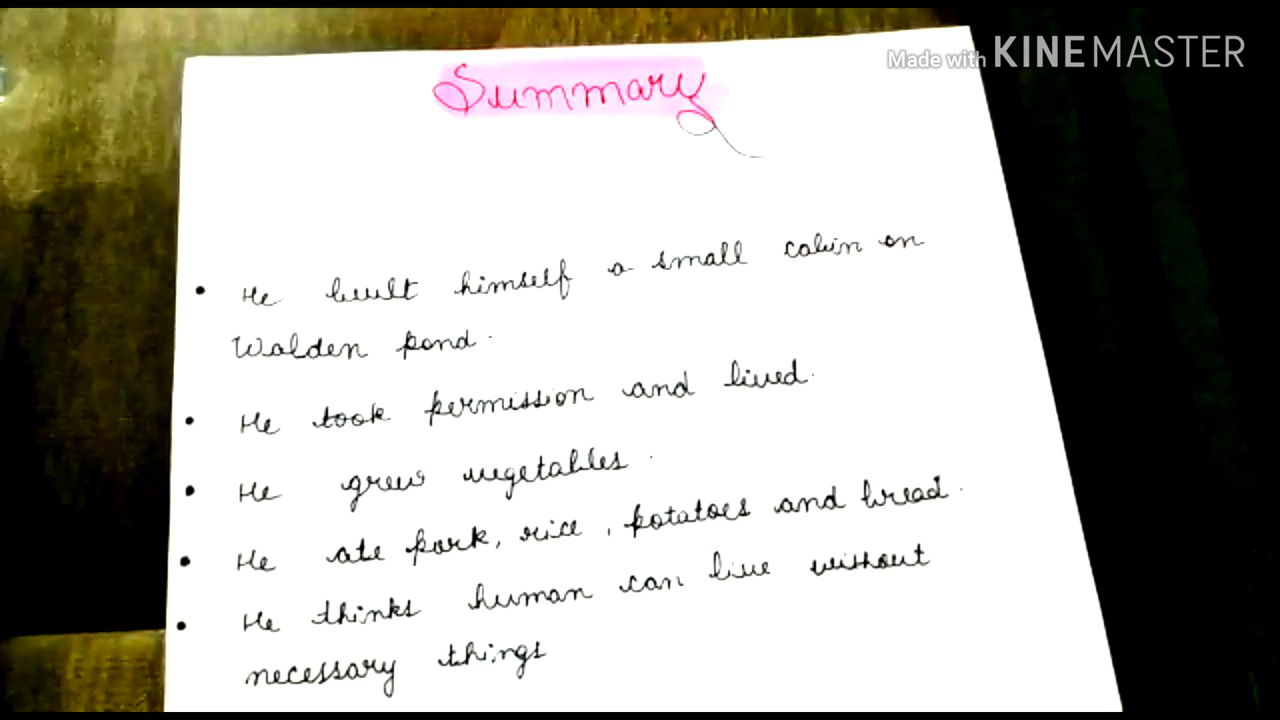 Made with KINEMASTER
Summary
• He built himself a small cabin on
Walden pond.
• He took permission and lived.
• He grew vegetables.
• He ate pork, rice, potatoes and bread.
• He thinks human can live without
necessary things